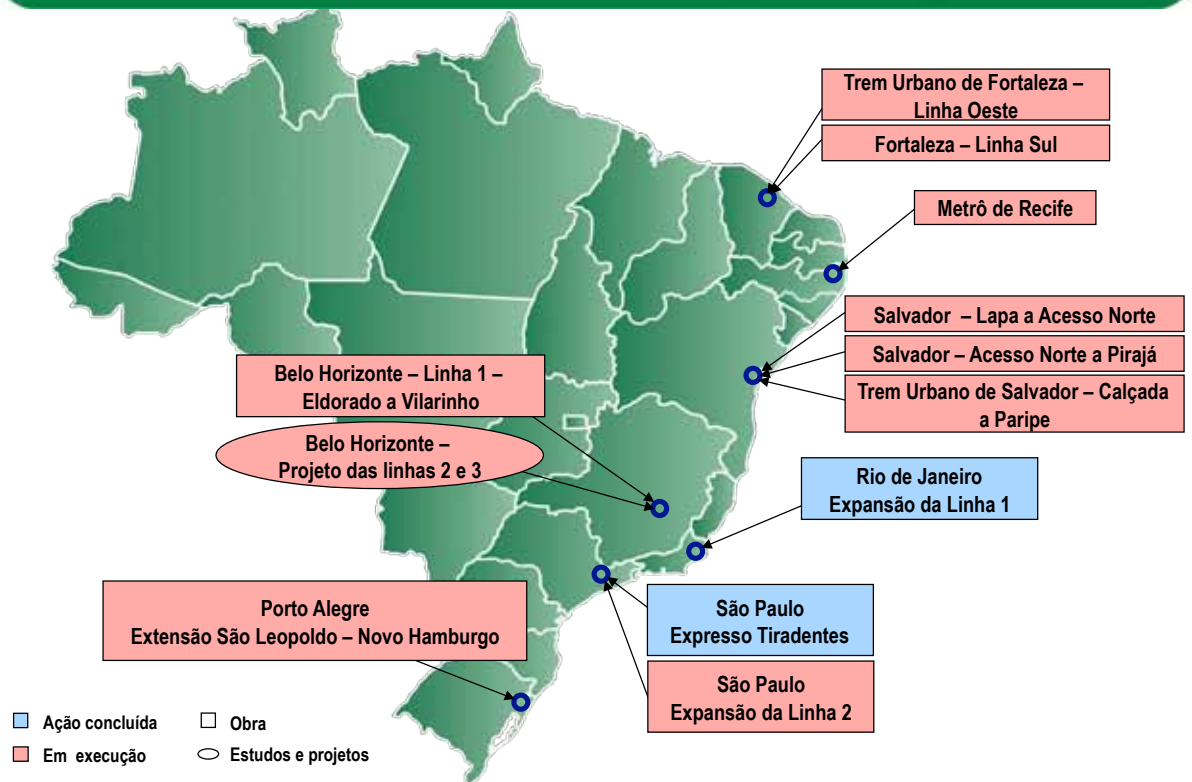 Trem Urbano de Fortaleza –
Linha Oeste
Fortaleza – Linha Sul
Metrô de Recife
Salvador – Lapa a Acesso Norte
Salvador – Acesso Norte a Pirajá
Trem Urbano de Salvador – Calçada
a Paripe
Belo Horizonte – Linha 1 –
Eldorado a Vilarinho
Belo Horizonte –
Projeto das linhas 2 e 3
Rio de Janeiro
Expansão da Linha 1
Porto Alegre
Extensão São Leopoldo – Novo Hamburgo
São Paulo
Expresso Tiradentes
São Paulo
Expansão da Linha 2
Ação concluída
Obra
Em execução
Estudos e projetos